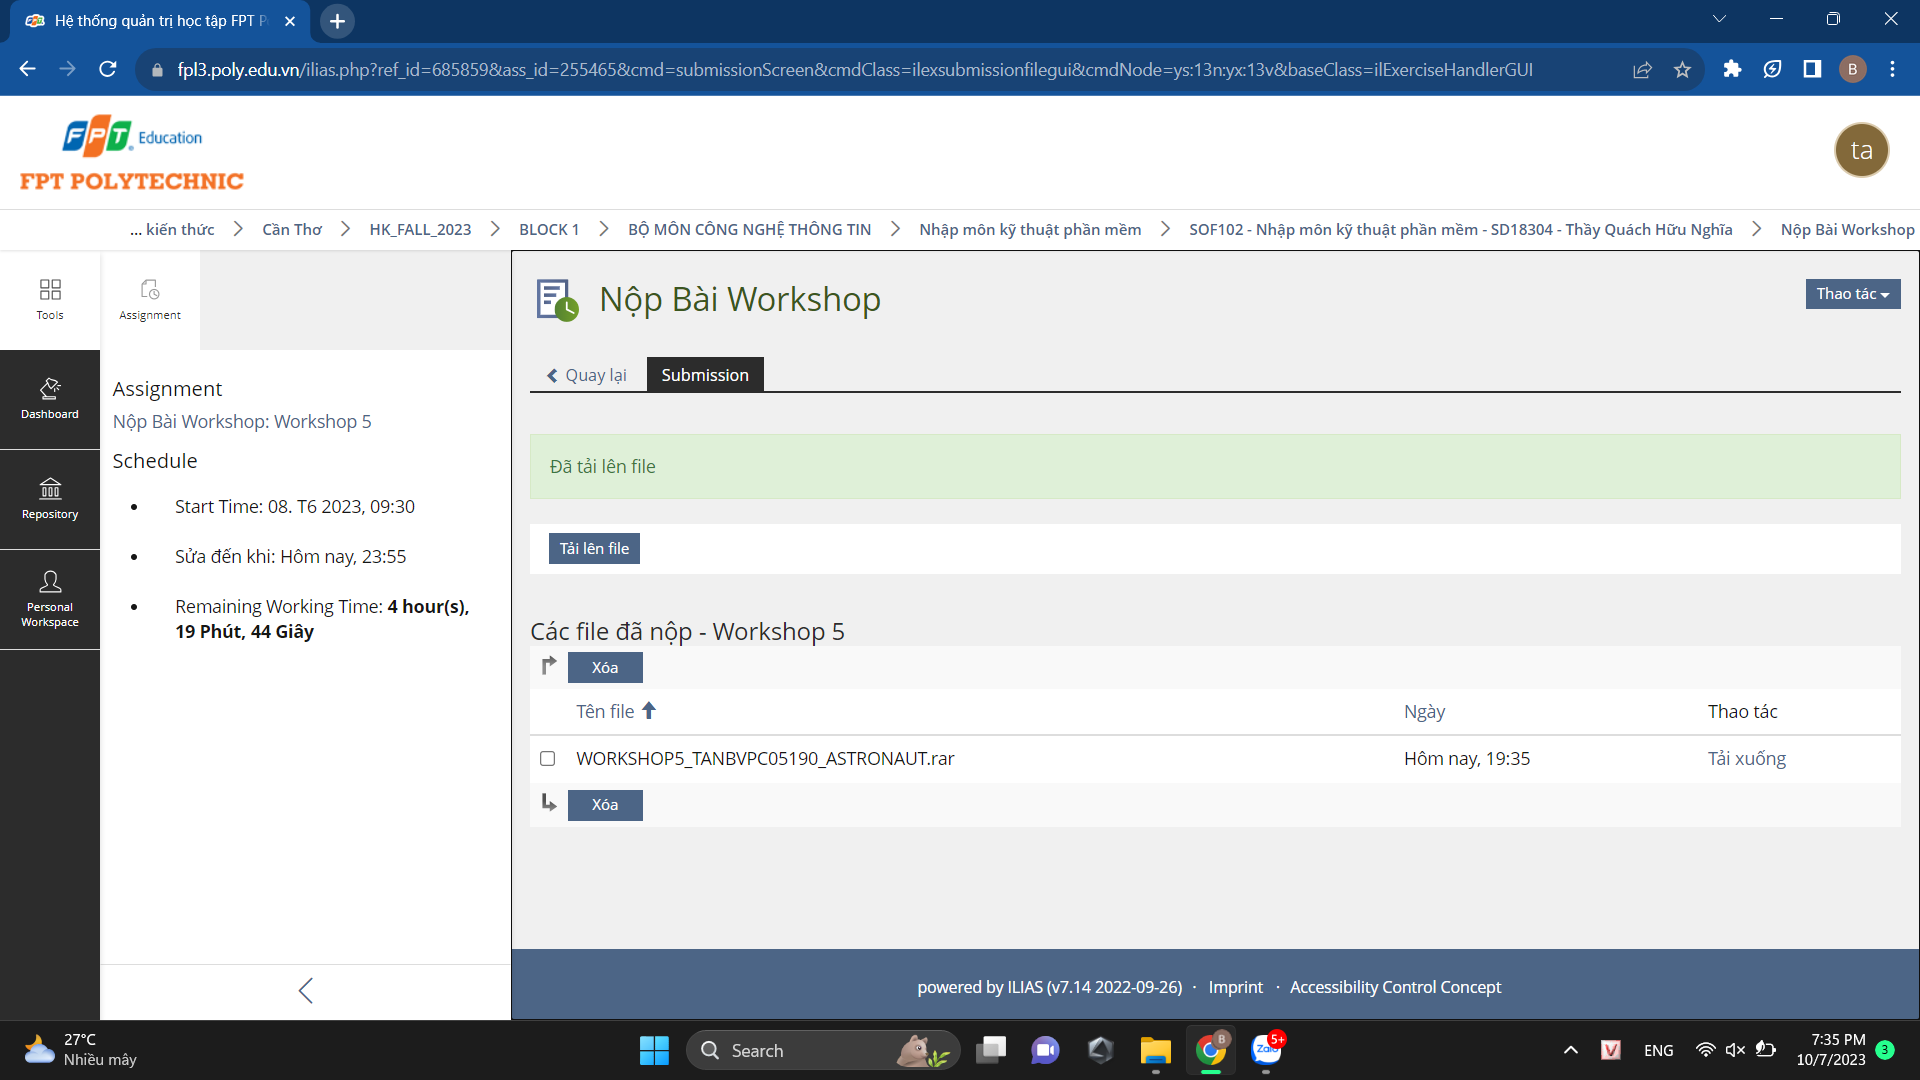 Hệ thống quản trị học tập FPT P
fpl3.poly.edu.vn/ilias.php?ref_id=685859&ass_id=255465&cmd=submissionScreen&cmdClass=ilexsubmissionfilegui&cmdNode=ys:13n:yx:13v&baseClass=ilExerciseHandlerGUI
B
FPT Education
FPT POLYTECHNIC
ta
... kiến thức
Cần Thơ
HK_FALL_2023
BLOCK 1
BỘ MÔN CÔNG NGHỆ THÔNG TIN
Nhập môn kỹ thuật phần mềm
SOF102 - Nhập môn kỹ thuật phần mềm - SD18304 - Thầy Quách Hữu Nghĩa
Nộp Bài Workshop
Tools
Assignment
Dashboard
Repository
Personal
Workspace
Assignment
Nộp Bài Workshop: Workshop 5
Schedule
Start Time: 08. T6 2023, 09:30
Sửa đến khi: Hôm nay, 23:55
Remaining Working Time: 4 hour(s),
19 Phút, 44 Giây
Nộp Bài Workshop
Thao tác
Quay lại
Submission
Đã tải lên file
Tải lên file
Các file đã nộp - Workshop 5
Xóa
Tên file
Ngày
Thao tác
WORKSHOP5_TANBVPC05190_ASTRONAUT.rar
Hôm nay, 19:35
Tải xuống
Xóa
powered by ILIAS (v7.14 2022-09-26) · Imprint · Accessibility Control Concept
27°C
Nhiều mây
Search
B
Zalo
5+
V
ENG
7:35 PM
10/7/2023
3